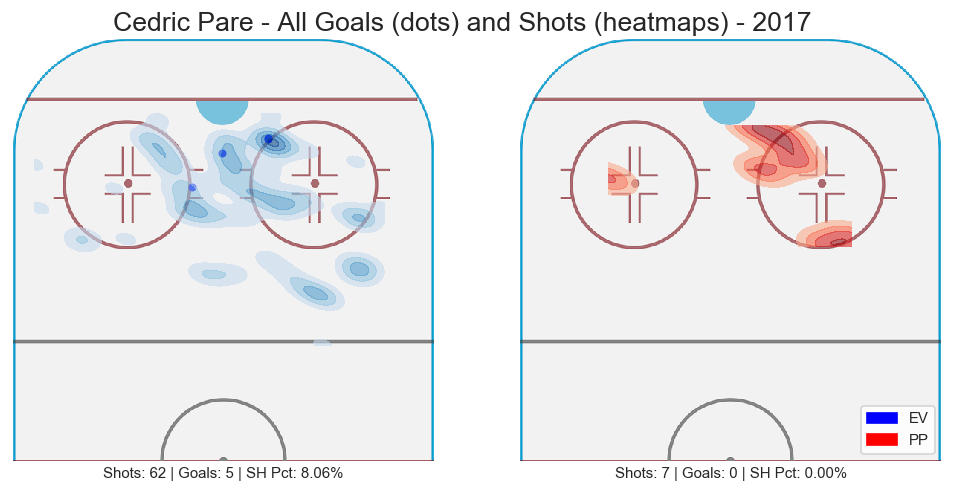 Cedric Pare - All Goals (dots) and Shots (heatmaps) - 2017
EV
PP
Shots: 62 | Goals: 5 | SH Pct: 8.06%
Shots: 7 | Goals: 0 | SH Pct: 0.00%